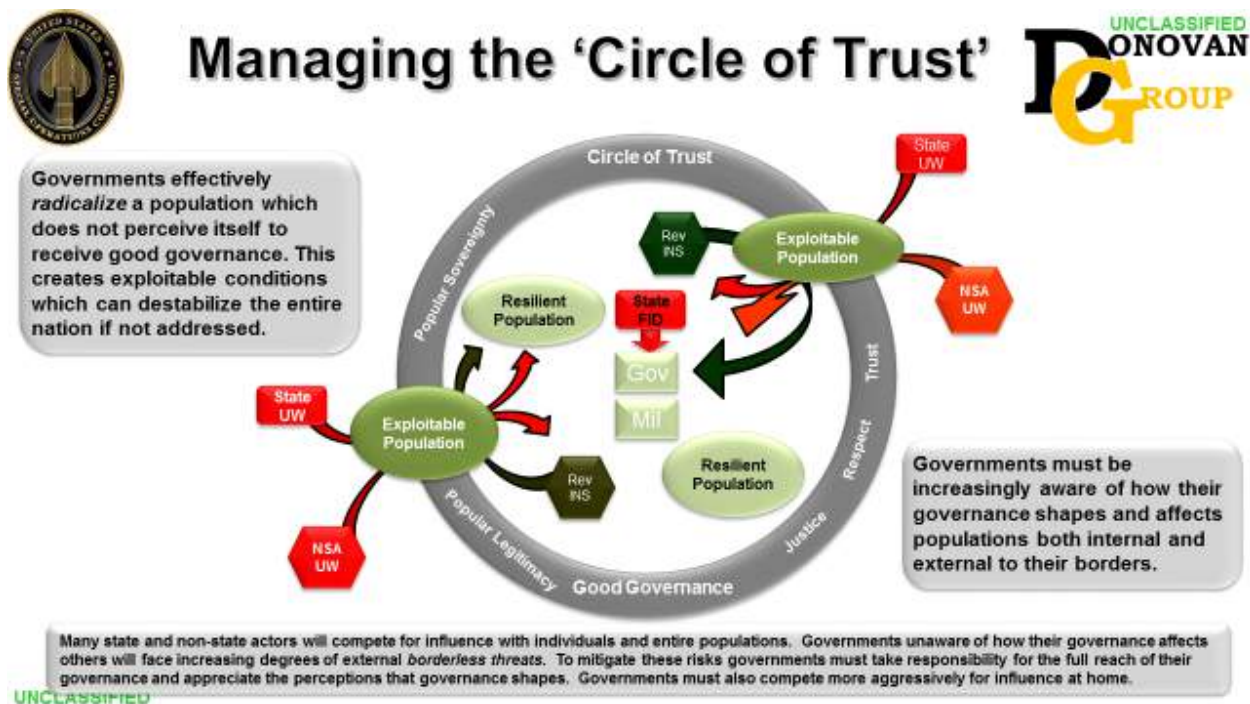 UNCLASSIFIED
Managing the ‘Circle of Trust’
DONOVAN
GROUP
UNITED STATES
SPECIAL OPERATIONS COMMAND
Governments effectively
radicalize a population which
does not perceive itself to
receive good governance. This
creates exploitable conditions
which can destabilize the entire
nation if not addressed.
Circle of Trust
Popular Sovereignty
Trust
Respect
Justice
Good Governance
Popular Legitimacy
State
UW
Rev
INS
Exploitable
Population
NSA
UW
Resilient
Population
State
FID
Gov
Mil
State
UW
Exploitable
Population
Rev
INS
NSA
UW
Resilient
Population
Governments must be
increasingly aware of how their
governance shapes and affects
populations both internal and
external to their borders.
Many state and non-state actors will compete for influence with individuals and entire populations. Governments unaware of how their governance affects
others will face increasing degrees of external borderless threats. To mitigate these risks governments must take responsibility for the full reach of their
governance and appreciate the perceptions that governance shapes. Governments must also compete more aggressively for influence at home.
UNCLASSIFIED